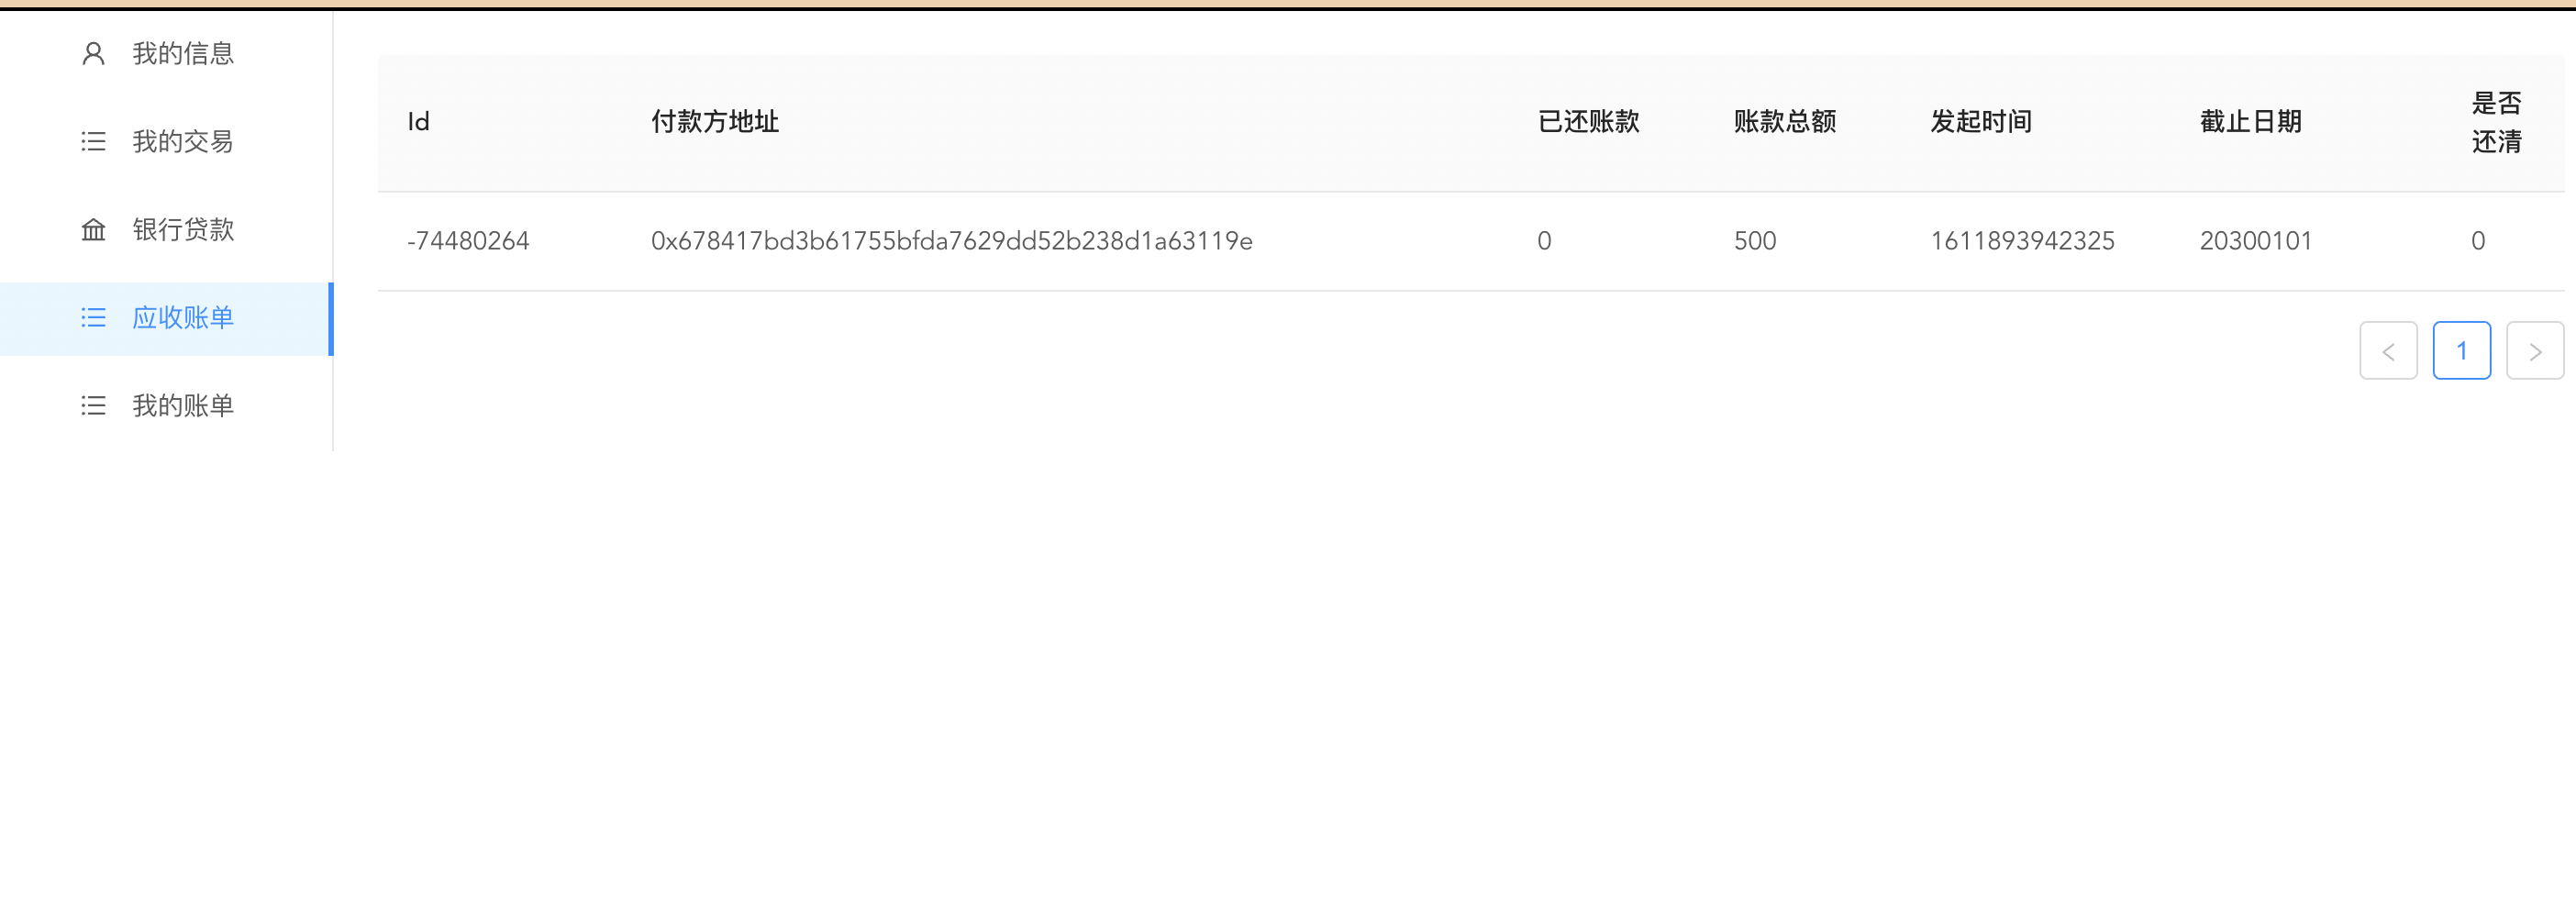 我的信息
我的交易
银行贷款
应收账单
我的账单
Id 付款方地址 已还账款 账款总额 发起时间 截止日期 是否
还清
-74480264 0x678417bd3b61755bfda7629dd52b238d1a63119e 0 500 1611893942325 20300101 0
1